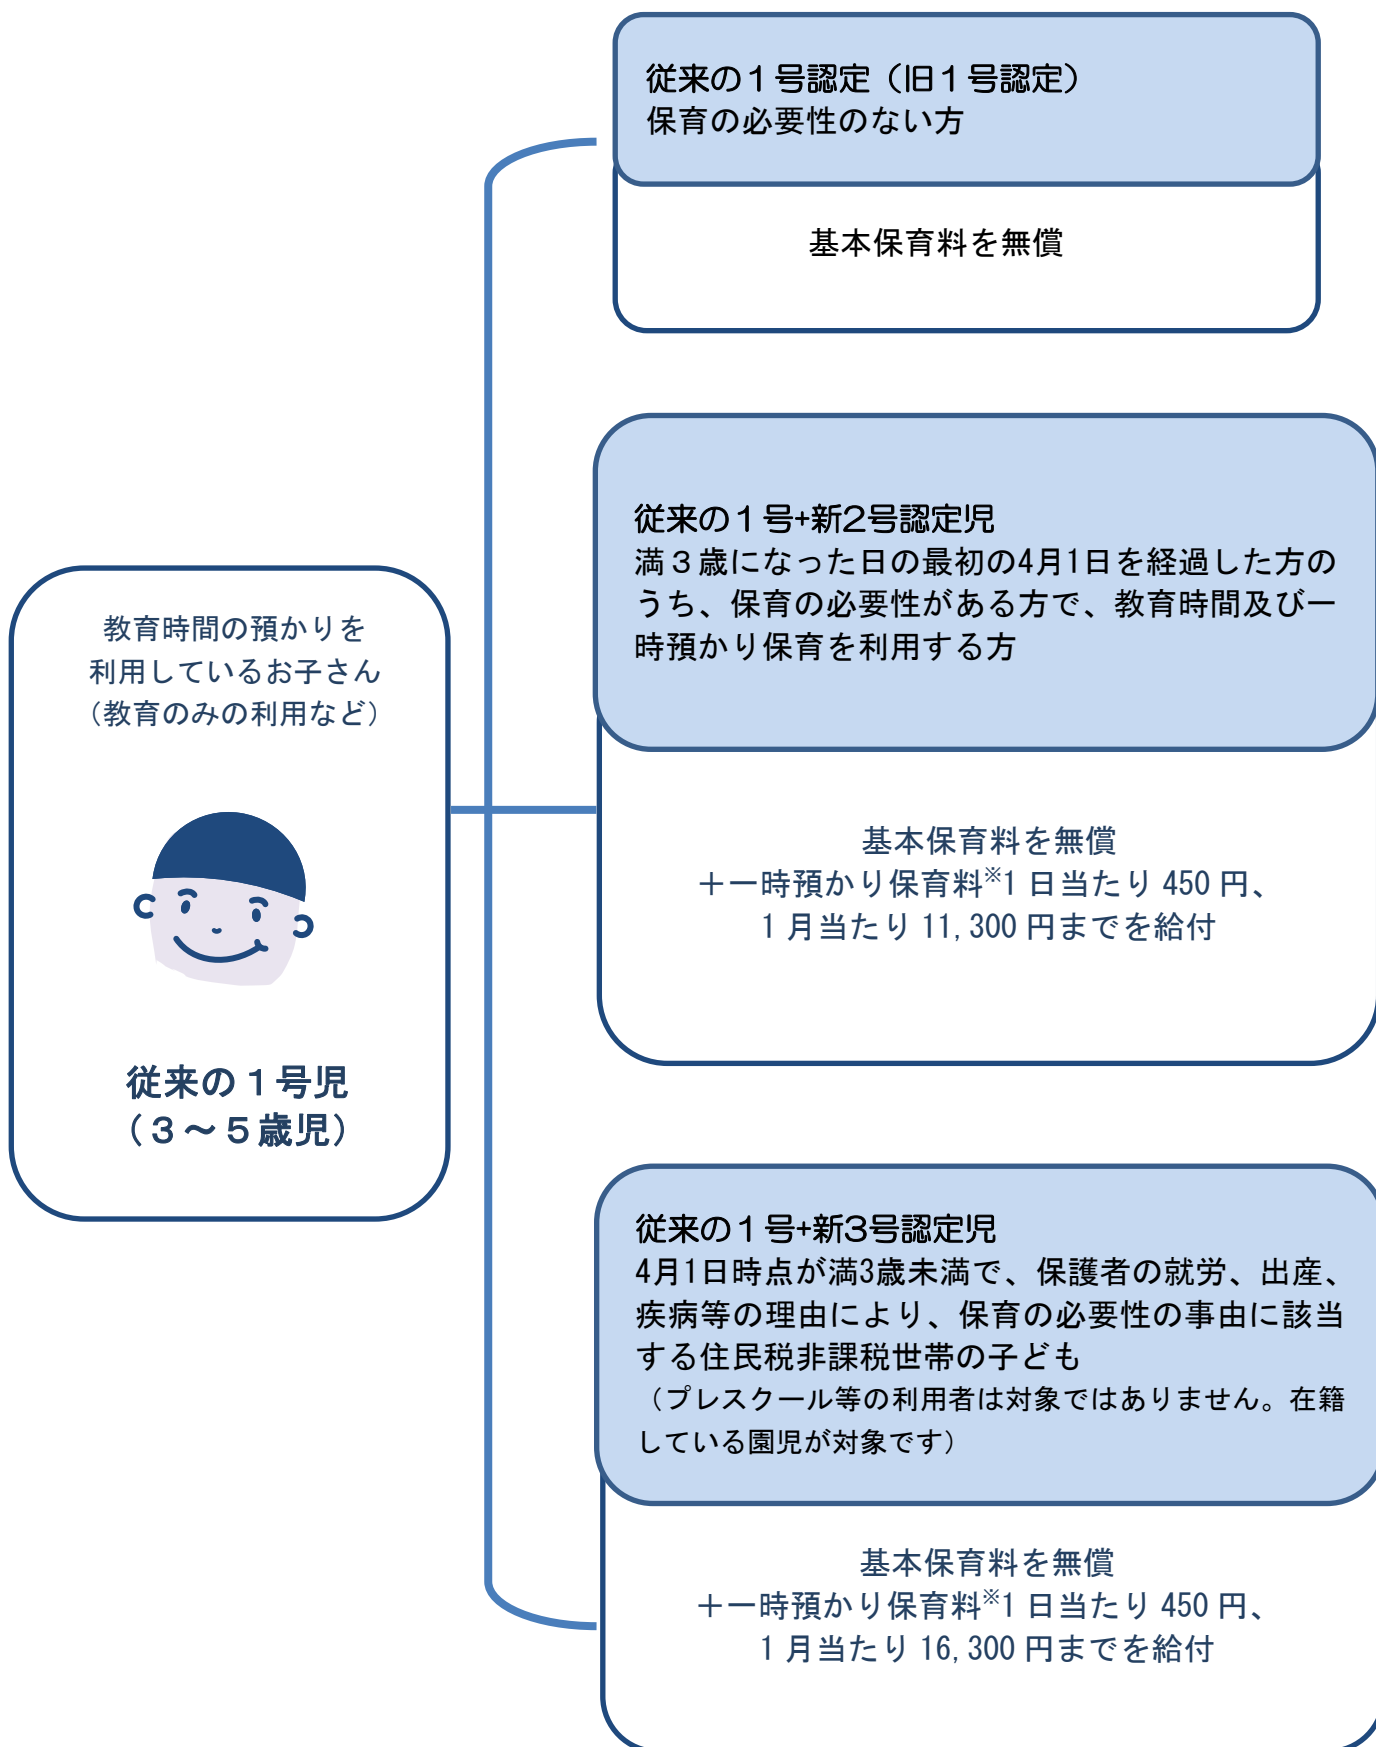 従来の１号認定（旧１号認定）
保育の必要性のない方
基本保育料を無償
従来の１号+新2号認定児
満３歳になった日の最初の4月1日を経過した方の
うち、保育の必要性がある方で、教育時間及び一
時預かり保育を利用する方
基本保育料を無償
＋一時預かり保育料※1 日当たり 450 円、
1 月当たり 11,300 円までを給付
教育時間の預かりを
利用しているお子さん
（教育のみの利用など）
従来の１号児
（３～５歳児）
従来の１号+新3号認定児
4月1日時点が満3歳未満で、保護者の就労、出産、
疾病等の理由により、保育の必要性の事由に該当
する住民税非課税世帯の子ども
（プレスクール等の利用者は対象ではありません。在籍
している園児が対象です）
基本保育料を無償
＋一時預かり保育料※1 日当たり 450 円、
1 月当たり 16,300 円までを給付